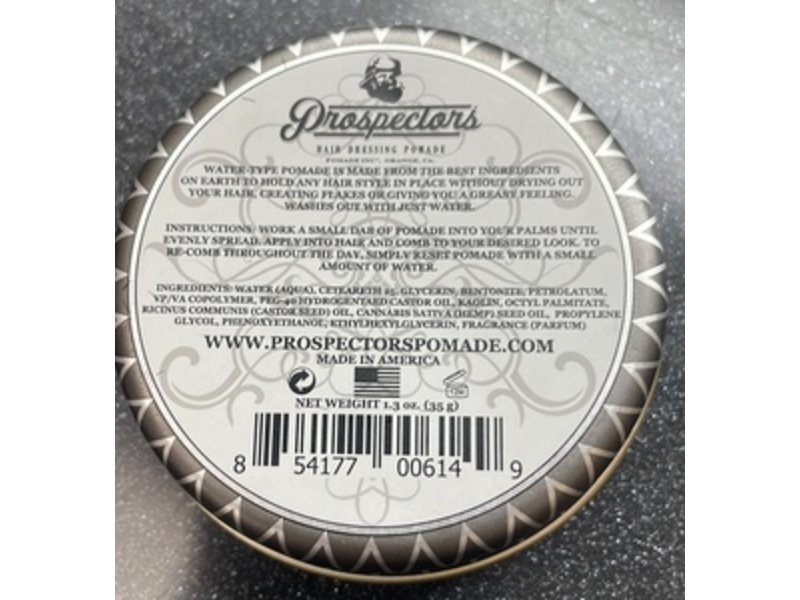 Prospectors
HAIR DRESSING POMADE
POMADE INC., ORANGE, CA.
WATER-TYPE POMADE IS MADE FROM THE BEST INGREDIENTS
ON EARTH TO HOLD ANY HAIR STYLE IN PLACE WITHOUT DRYING OUT
YOUR HAIR, CREATING FLAKES OR GIVING YOU A GREASY FEELING.
WASHES OUT WITH JUST WATER.
INSTRUCTIONS: WORK A SMALL DAB OF POMADE INTO YOUR PALMS UNTIL
EVENLY SPREAD. APPLY INTO HAIR AND COMB TO YOUR DESIRED LOOK. TO
RE-COMB THROUGHOUT THE DAY, SIMPLY RESET POMADE WITH A SMALL
AMOUNT OF WATER.
INGREDIENTS: WATER (AQUA), CETEARETH 25, GLYCERIN, BENTONITE, PETROLATUM,
VP/VA COPOLYMER, PEG-40 HYDROGENTAED CASTOR OIL, KAOLIN, OCTYL PALMITATE,
RICINUS COMMUNIS (CASTOR SEED) OIL, CANNABIS SATIVA (HEMP) SEED OIL, PROPYLENE
GLYCOL, PHENOXYETHANOL, ETHYLHEXYLGLYCERIN, FRAGRANCE (PARFUM)
WWW.PROSPECTORSPOMADE.COM
MADE IN AMERICA
NET WEIGHT 1.3 oz. (35 g)
8 54177 00614 9